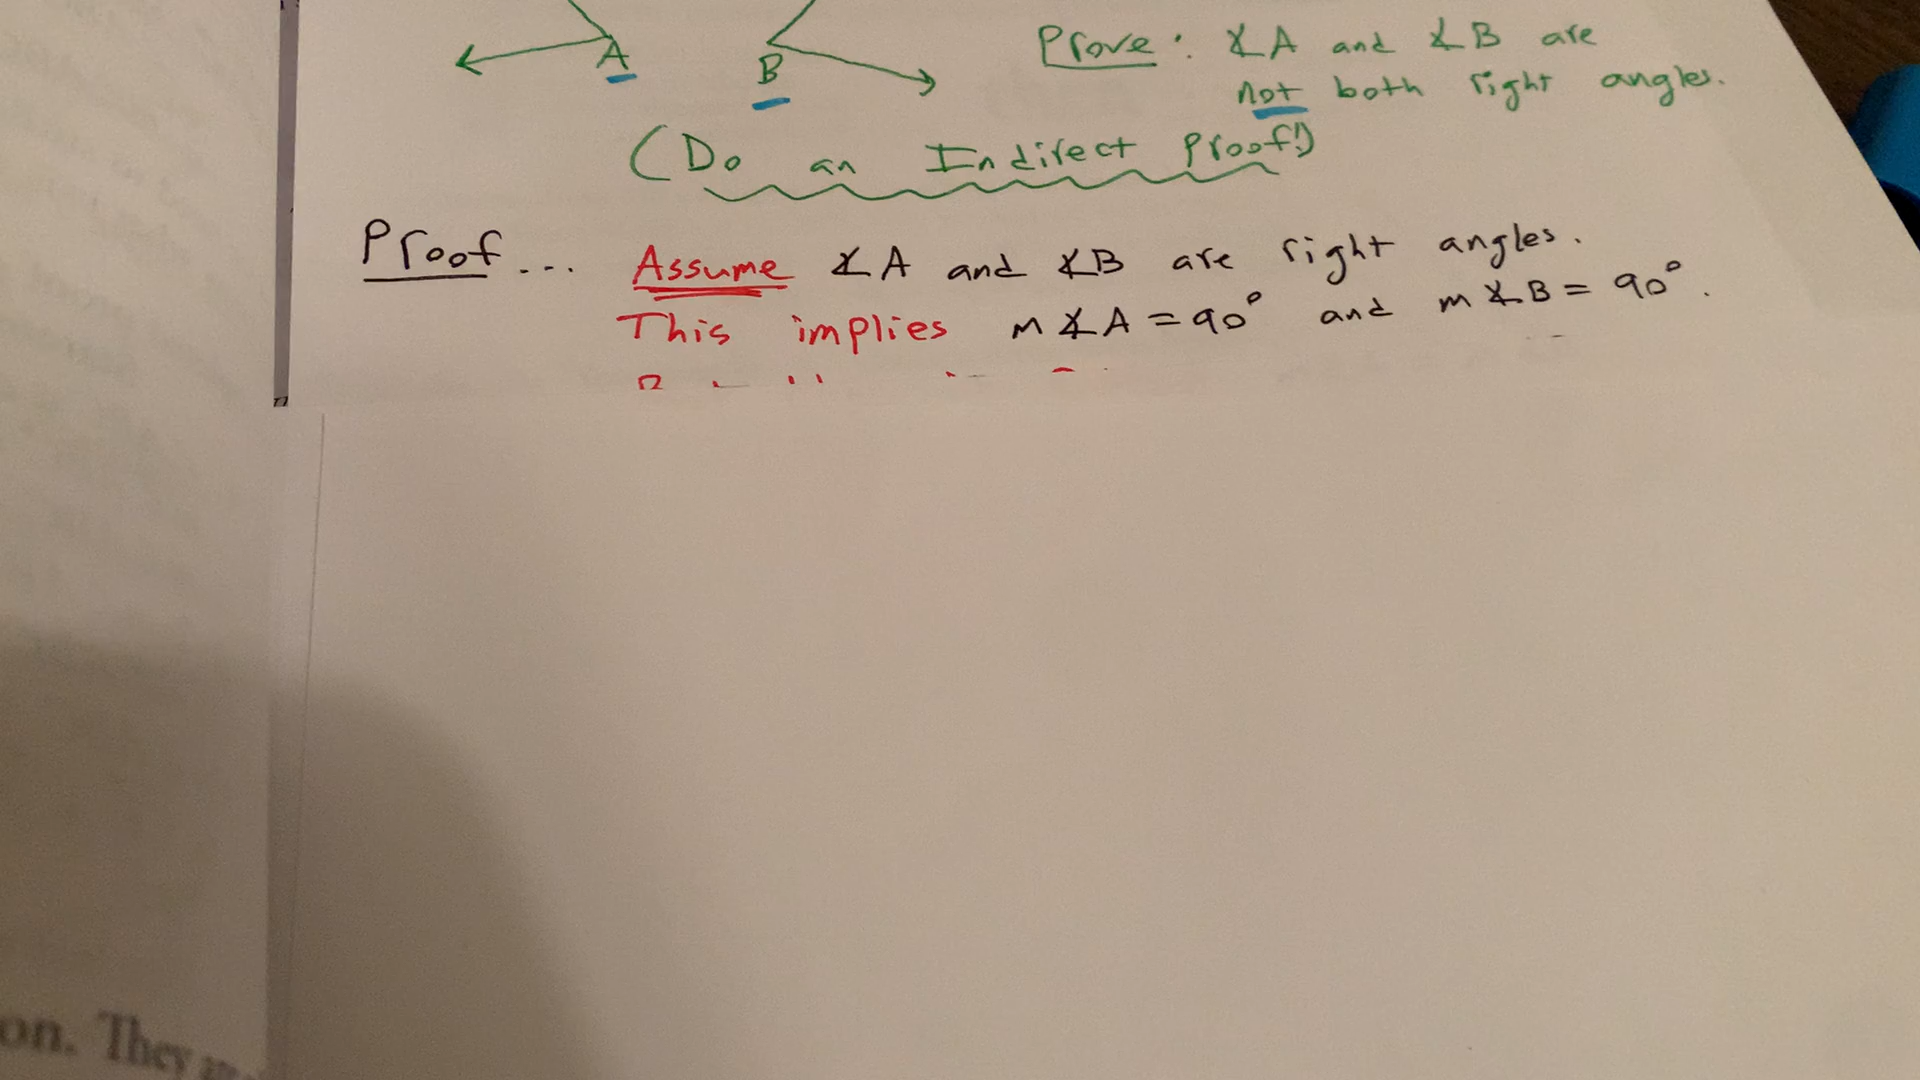 A
B
Prove: ∡A and ∡B are
not both right angles.
(Do an Indirect Proof!)
Proof... Assume ∡A and ∡B are right angles.
This implies m∡A = 90° and m∡B = 90°.
on. They